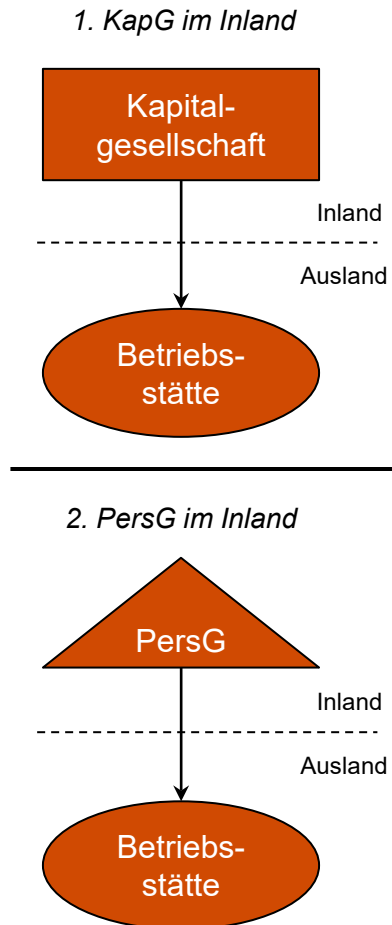 1. KapG im Inland
Kapital-
gesellschaft
Inland
Ausland
Betriebs-
stätte
2. PersG im Inland
PersG
Inland
Ausland
Betriebs-
stätte